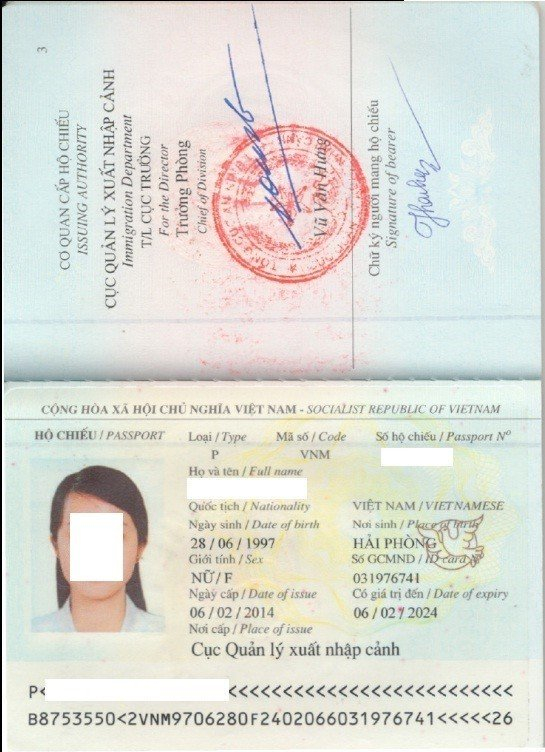 3
CƠ QUAN CẤP HỘ CHIẾU
ISSUING AUTHORITY
CỤC QUẢN LÝ XUẤT NHẬP CẢNH
Immigration Department
T/L CỤC TRƯỞNG
For the Director
Trưởng Phòng
Chief of Division
Vũ Văn Hưng
Chữ ký người mang hộ chiếu
Signature of bearer
CỘNG HÒA XÃ HỘI CHỦ NGHĨA VIỆT NAM - SOCIALIST REPUBLIC OF VIETNAM
HỘ CHIẾU / PASSPORT Loại / Type Mã số / Code Số hộ chiếu / Passport Nº
P VNM
Họ và tên / Full name
Quốc tịch / Nationality VIỆT NAM / VIETNAMESE
Ngày sinh / Date of birth Nơi sinh / Place of birth
28 / 06 / 1997 HẢI PHÒNG
Giới tính / Sex Số GCMND / ID card Nº
NỮ / F 031976741
Ngày cấp / Date of issue Có giá trị đến / Date of expiry
06 / 02 / 2014 06 / 02 / 2024
Nơi cấp / Place of issue
Cục Quản lý xuất nhập cảnh
P< <<<<<<<<<<<<<<<<<<<<<<<<<<
B8753550<2VNM9706280F2402066031976741<<<<<26